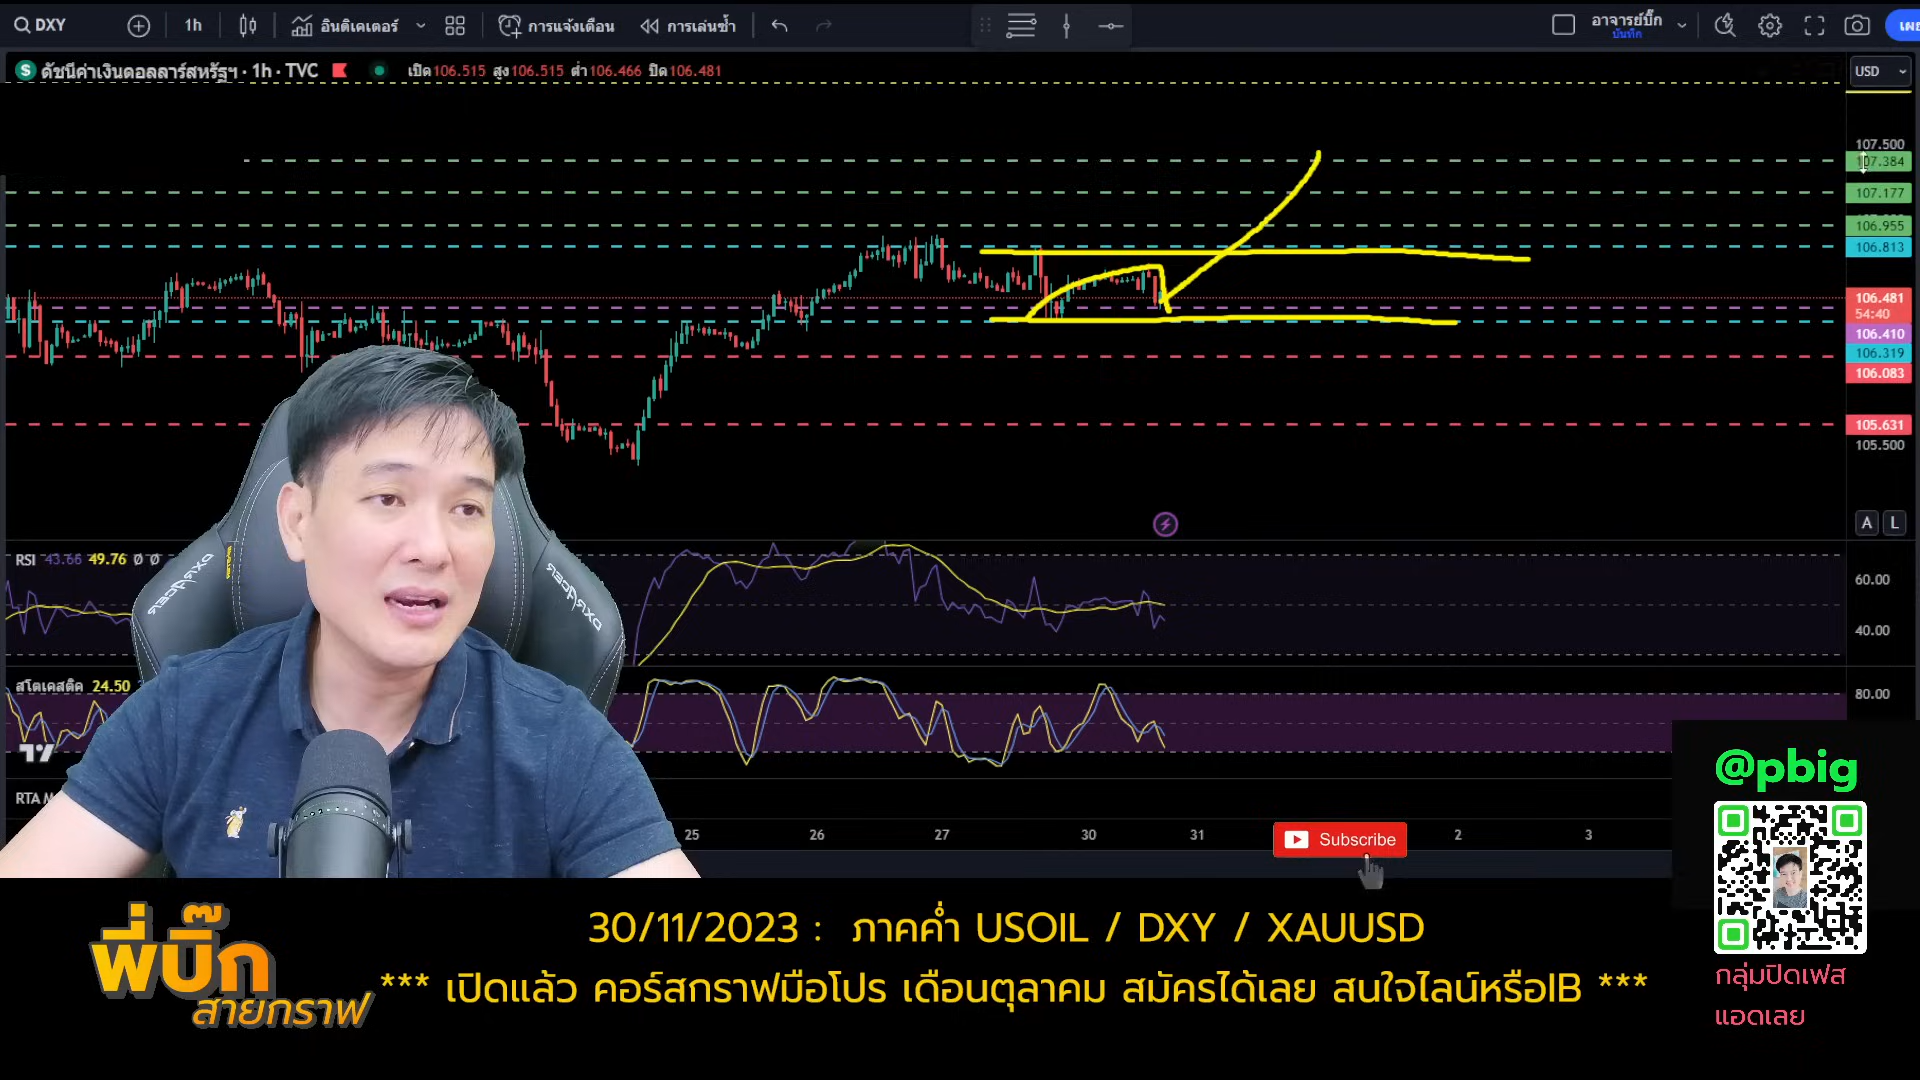 DXY
1h
อินดิเคเตอร์
การแจ้งเตือน
การเล่นซ้ำ
อาจารย์บิ๊ก
บันทึก
S ดัชนีค่าเงินดอลลาร์สหรัฐฯ · 1h · TVC
เปิด106.515 สูง106.515 ต่ำ106.466 ปิด106.481
USD
107.500
107.384
107.177
106.955
106.813
106.481
54:40
106.410
106.319
106.083
105.631
105.500
A L
RSI 43.66 49.76 Ø Ø
60.00
40.00
DXRACER
DXRACER
สโตเคสติค 24.50
80.00
RTA
25 26 27 30 31 2 3
Subscribe
@pbig
กลุ่มปิดเฟส
แอดเลย
พี่บิ๊ก
สายกราฟ
30/11/2023 : ภาคค่ำ USOIL / DXY / XAUUSD
*** เปิดแล้ว คอร์สกราฟมือโปร เดือนตุลาคม สมัครได้เลย สนใจไลน์หรือIB ***